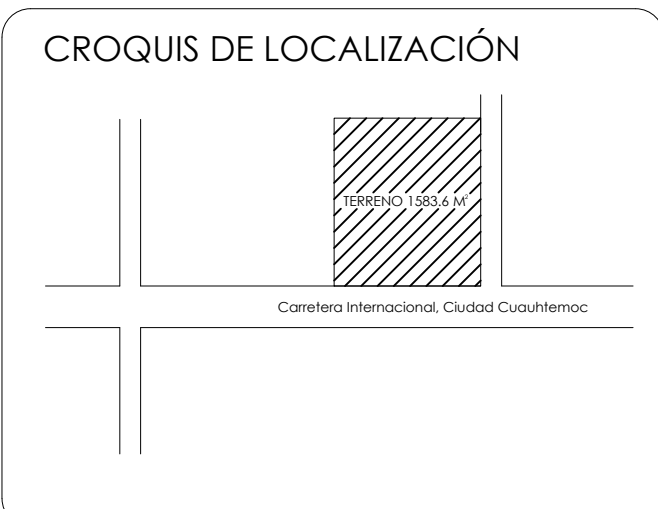 CROQUIS DE LOCALIZACIÓN
TERRENO 1583.6 M²
Carretera Internacional, Ciudad Cuauhtemoc